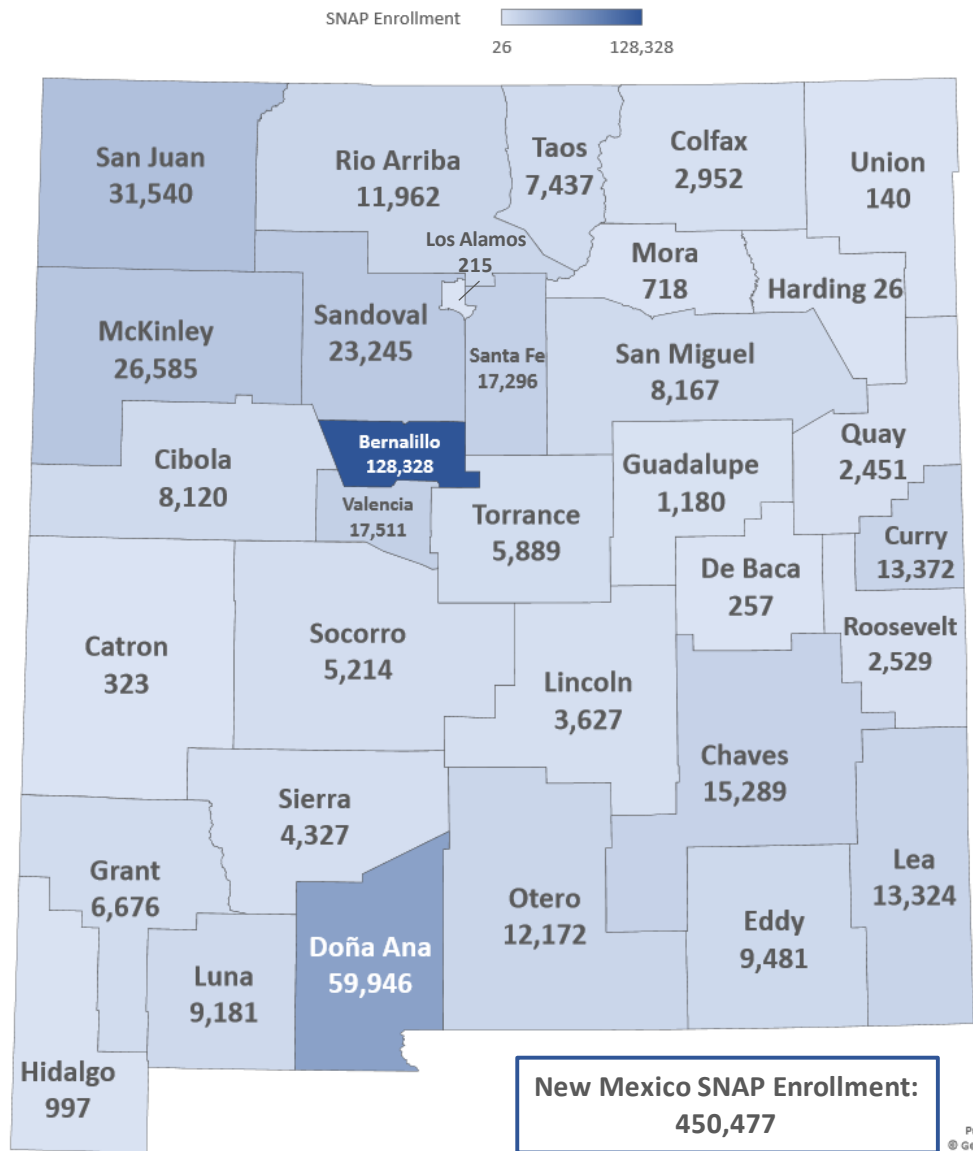 SNAP Enrollment
26
128,328
San Juan
31,540
Rio Arriba
11,962
Taos
7,437
Colfax
2,952
Union
140
Los Alamos
215
Mora
718
Harding 26
McKinley
26,585
Sandoval
23,245
Santa Fe
17,296
San Miguel
8,167
Bernalillo
128,328
Quay
2,451
Cibola
8,120
Valencia
17,511
Torrance
5,889
Guadalupe
1,180
Curry
13,372
De Baca
257
Roosevelt
2,529
Catron
323
Socorro
5,214
Lincoln
3,627
Chaves
15,289
Sierra
4,327
Grant
6,676
Lea
13,324
Otero
12,172
Eddy
9,481
Doña Ana
59,946
Luna
9,181
Hidalgo
997
New Mexico SNAP Enrollment:
450,477